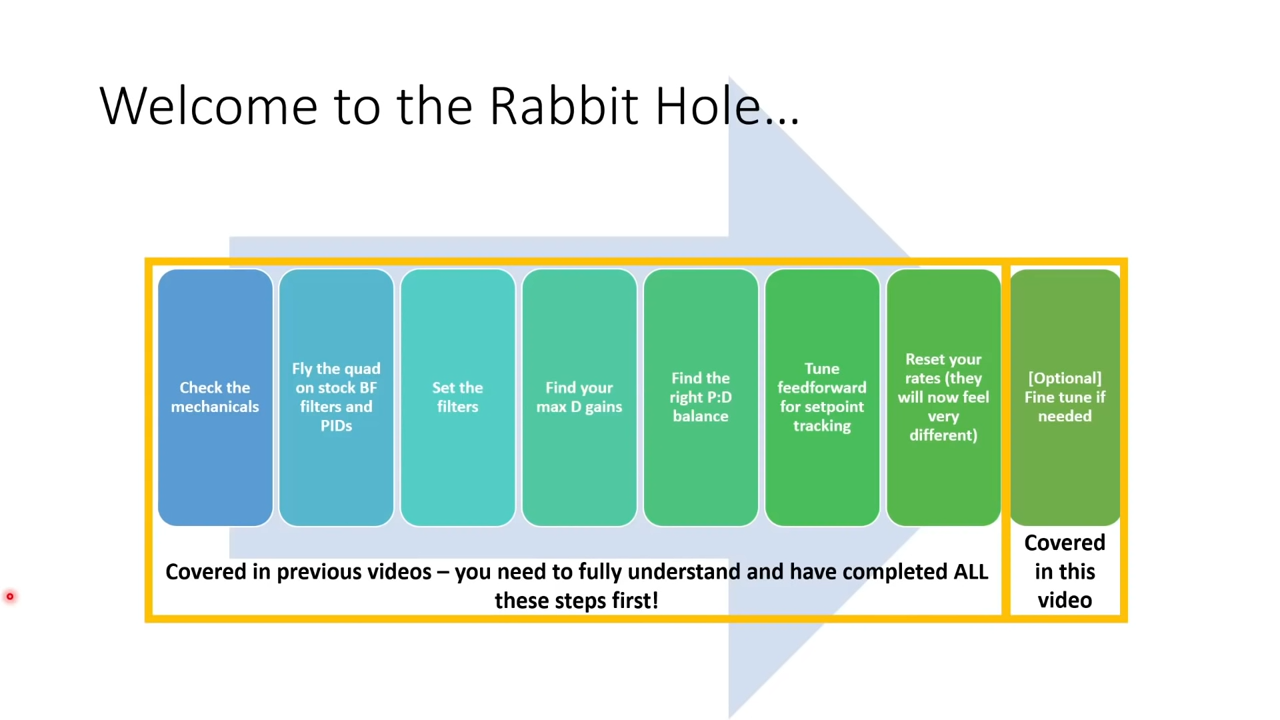 Welcome to the Rabbit Hole...
Check the
mechanicals
Fly the quad
on stock BF
filters and
PIDs
Set the
filters
Find your
max D gains
Find the
right P:D
balance
Tune
feedforward
for setpoint
tracking
Reset your
rates (they
will now feel
very
different)
[Optional]
Fine tune if
needed
Covered in previous videos – you need to fully understand and have completed ALL
these steps first!
Covered
in this
video